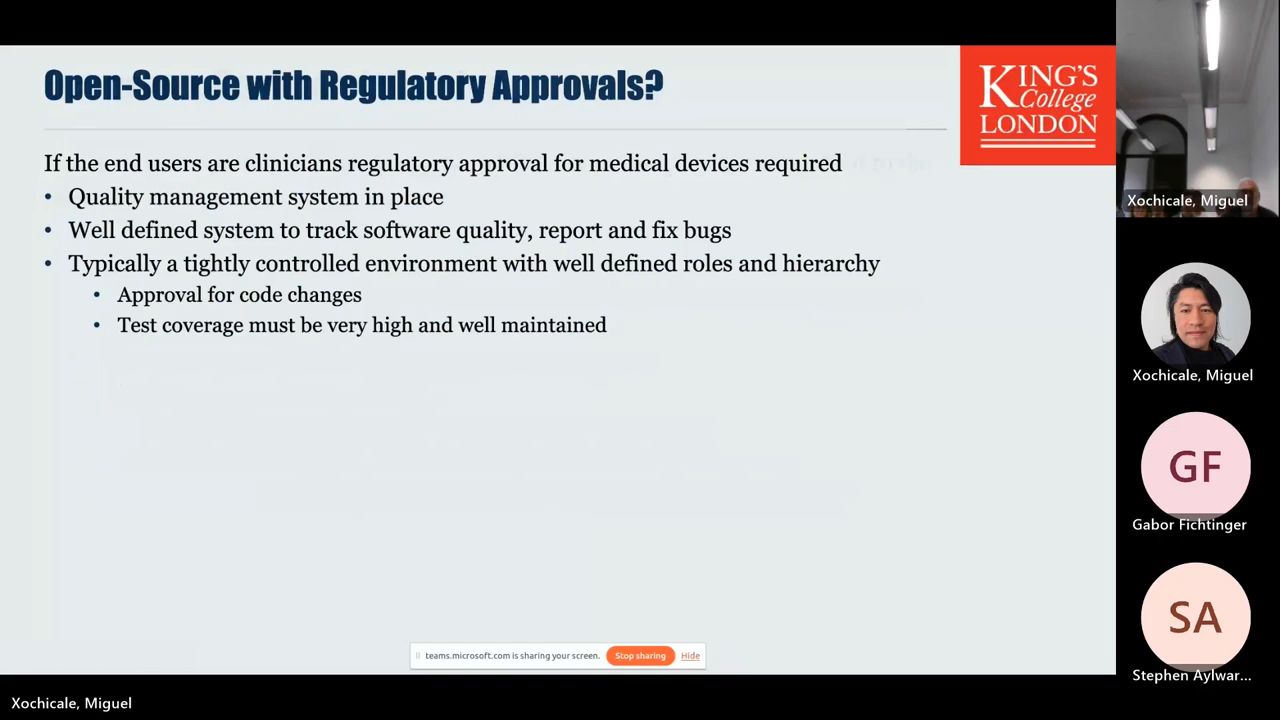 Open-Source with Regulatory Approvals?
KING'S
College
LONDON
If the end users are clinicians regulatory approval for medical devices required
• Quality management system in place
• Well defined system to track software quality, report and fix bugs
• Typically a tightly controlled environment with well defined roles and hierarchy
• Approval for code changes
• Test coverage must be very high and well maintained
teams.microsoft.com is sharing your screen.
Stop sharing
Hide
Xochicale, Miguel
Xochicale, Miguel
GF
Gabor Fichtinger
SA
Stephen Aylwar...
Xochicale, Miguel